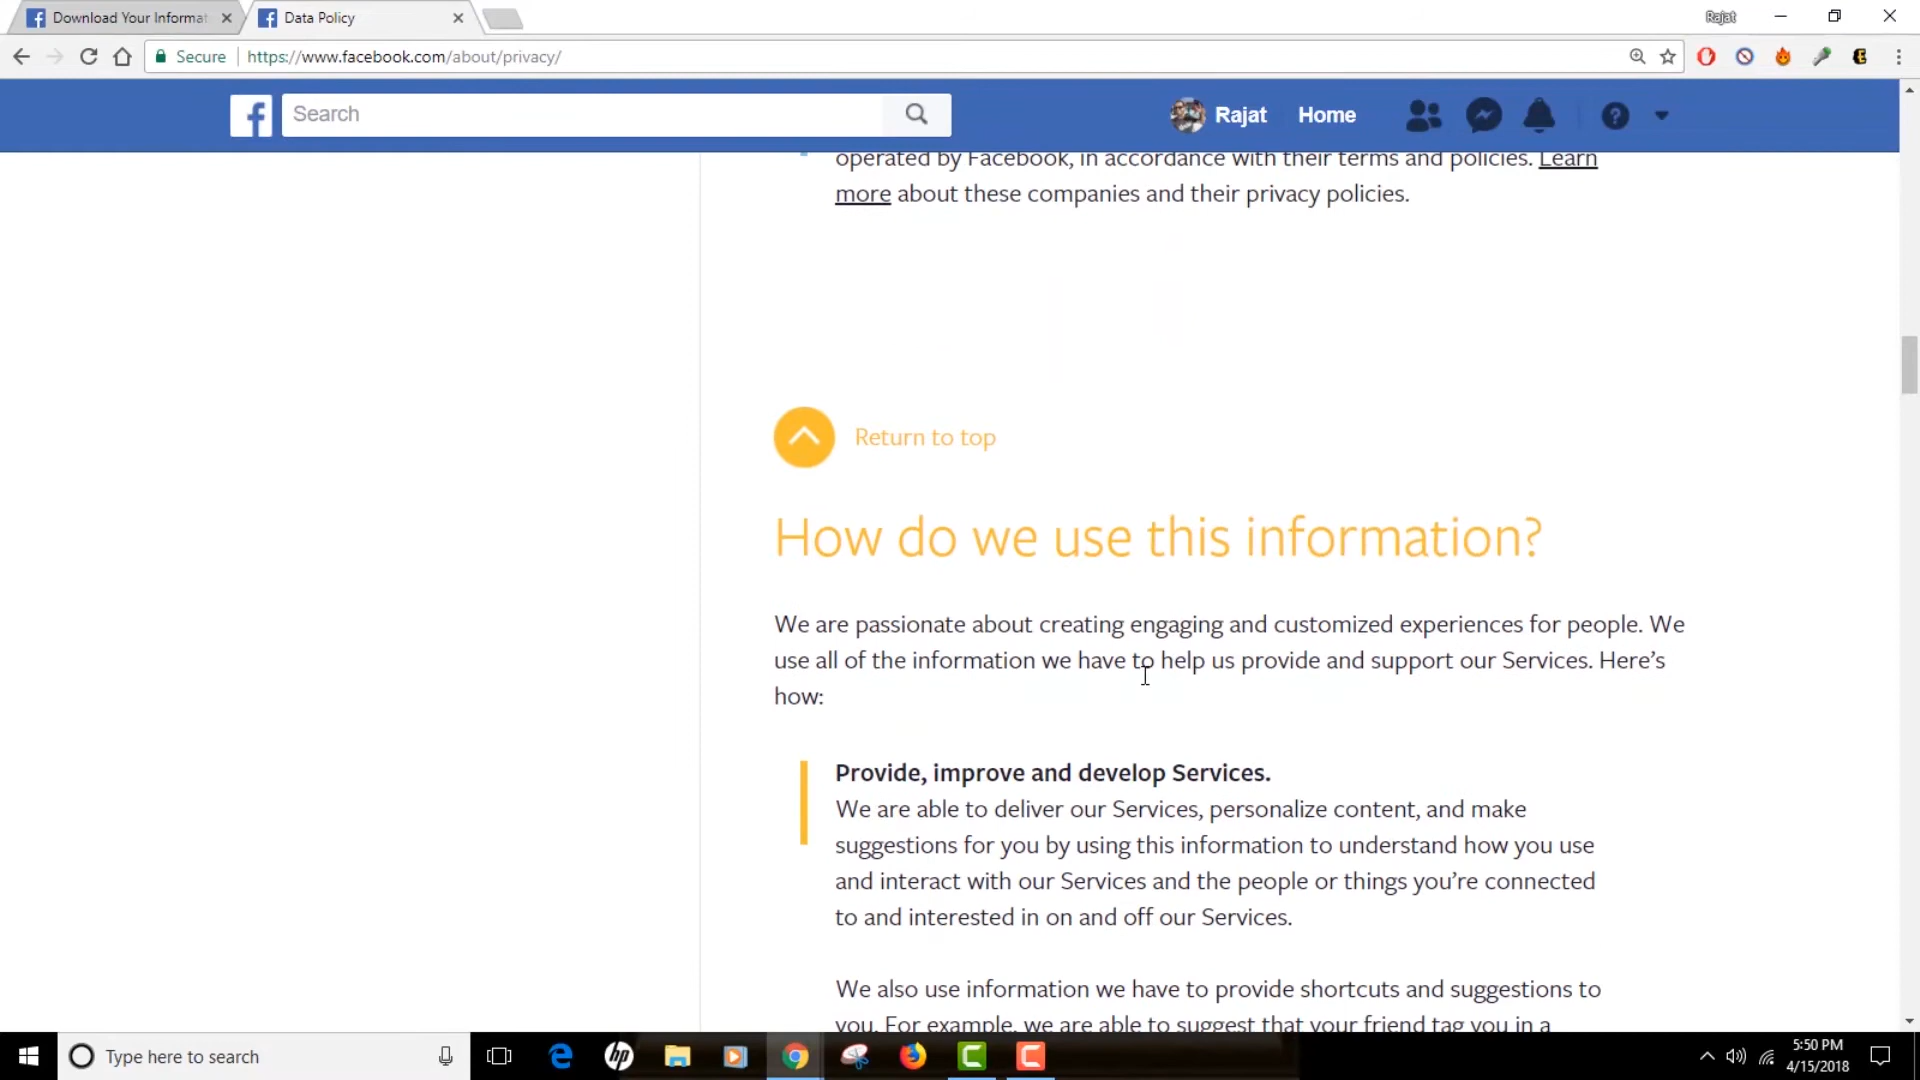 Download Your Informat
Data Policy
Rajat
Secure
https://www.facebook.com/about/privacy/
Search
Rajat
Home
operated by Facebook, in accordance with their terms and policies. Learn
more about these companies and their privacy policies.
Return to top
How do we use this information?
We are passionate about creating engaging and customized experiences for people. We
use all of the information we have to help us provide and support our Services. Here’s
how:
Provide, improve and develop Services.
We are able to deliver our Services, personalize content, and make
suggestions for you by using this information to understand how you use
and interact with our Services and the people or things you’re connected
to and interested in on and off our Services.
We also use information we have to provide shortcuts and suggestions to
you. For example, we are able to suggest that your friend tag you in a
Type here to search
5:50 PM
4/15/2018